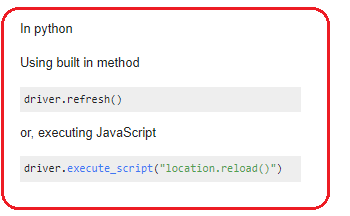 In python
Using built in method
driver.refresh()
or, executing JavaScript
driver.execute_script("location.reload()")